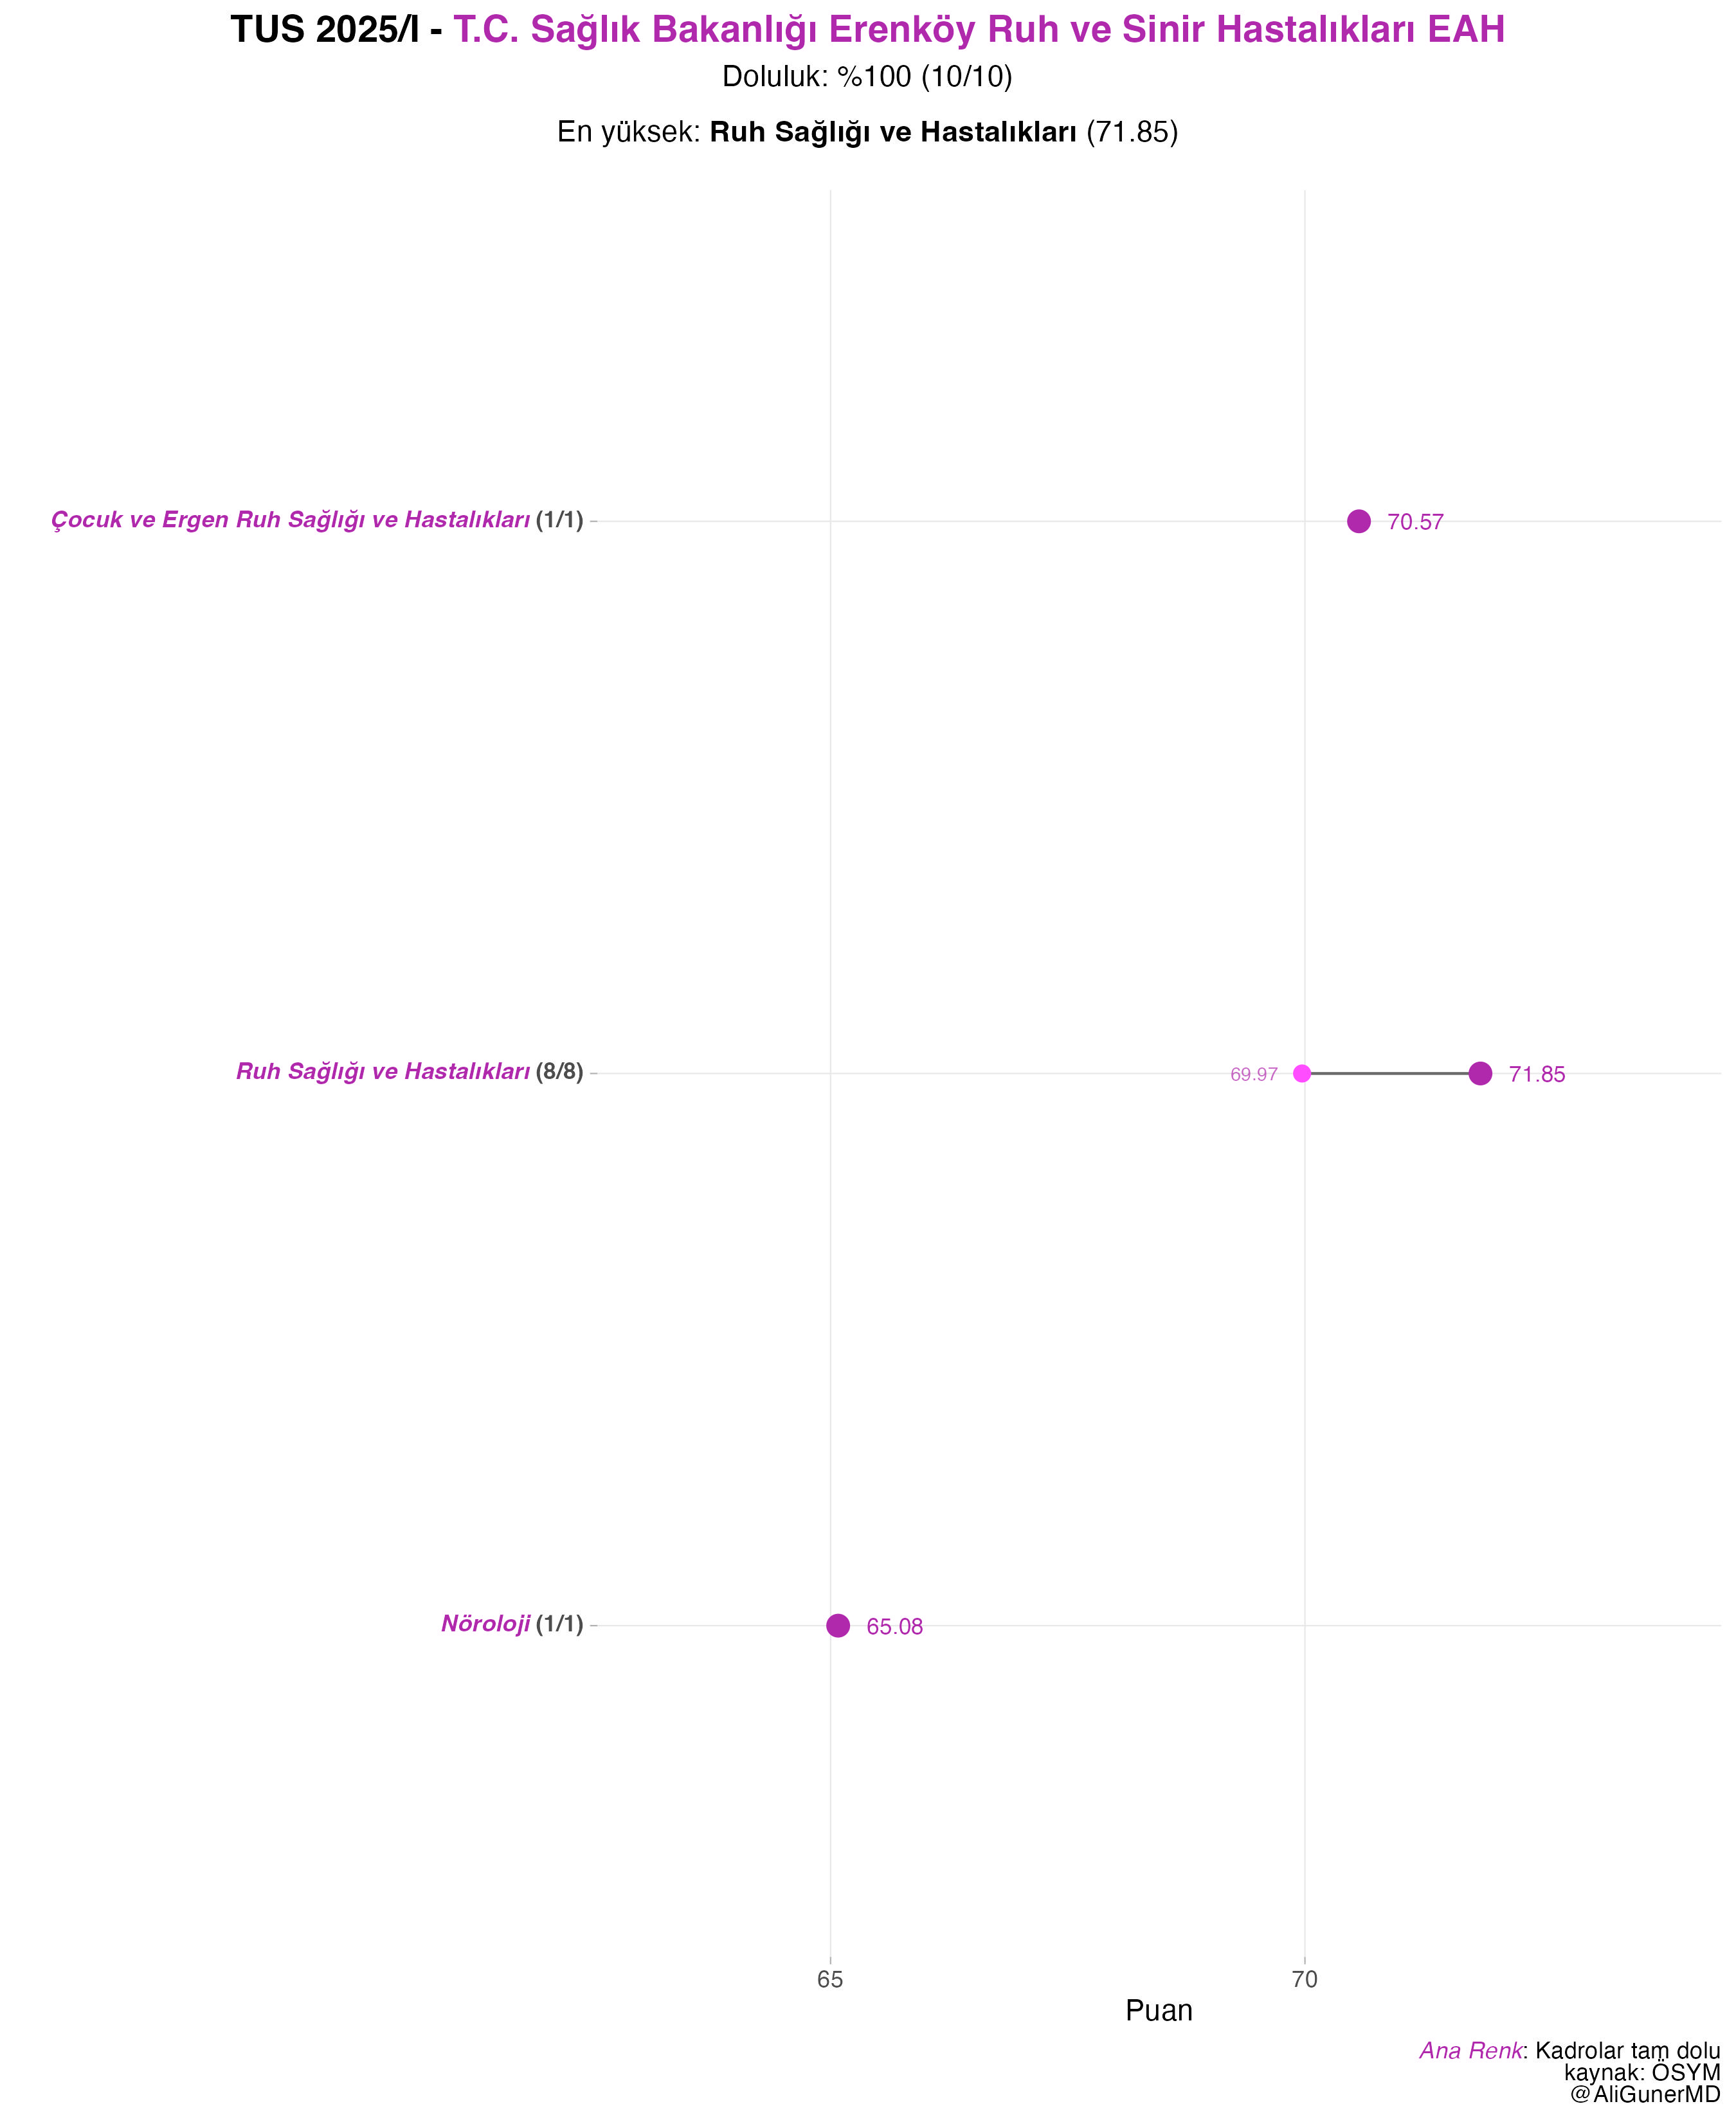 TUS 2025/I - T.C. Sağlık Bakanlığı Erenköy Ruh ve Sinir Hastalıkları EAH
Doluluk: %100 (10/10)
En yüksek: Ruh Sağlığı ve Hastalıkları (71.85)
Çocuk ve Ergen Ruh Sağlığı ve Hastalıkları (1/1)
70.57
Ruh Sağlığı ve Hastalıkları (8/8)
69.97
71.85
Nöroloji (1/1)
65.08
65
70
Puan
Ana Renk: Kadrolar tam dolu
kaynak: ÖSYM
@AliGunerMD